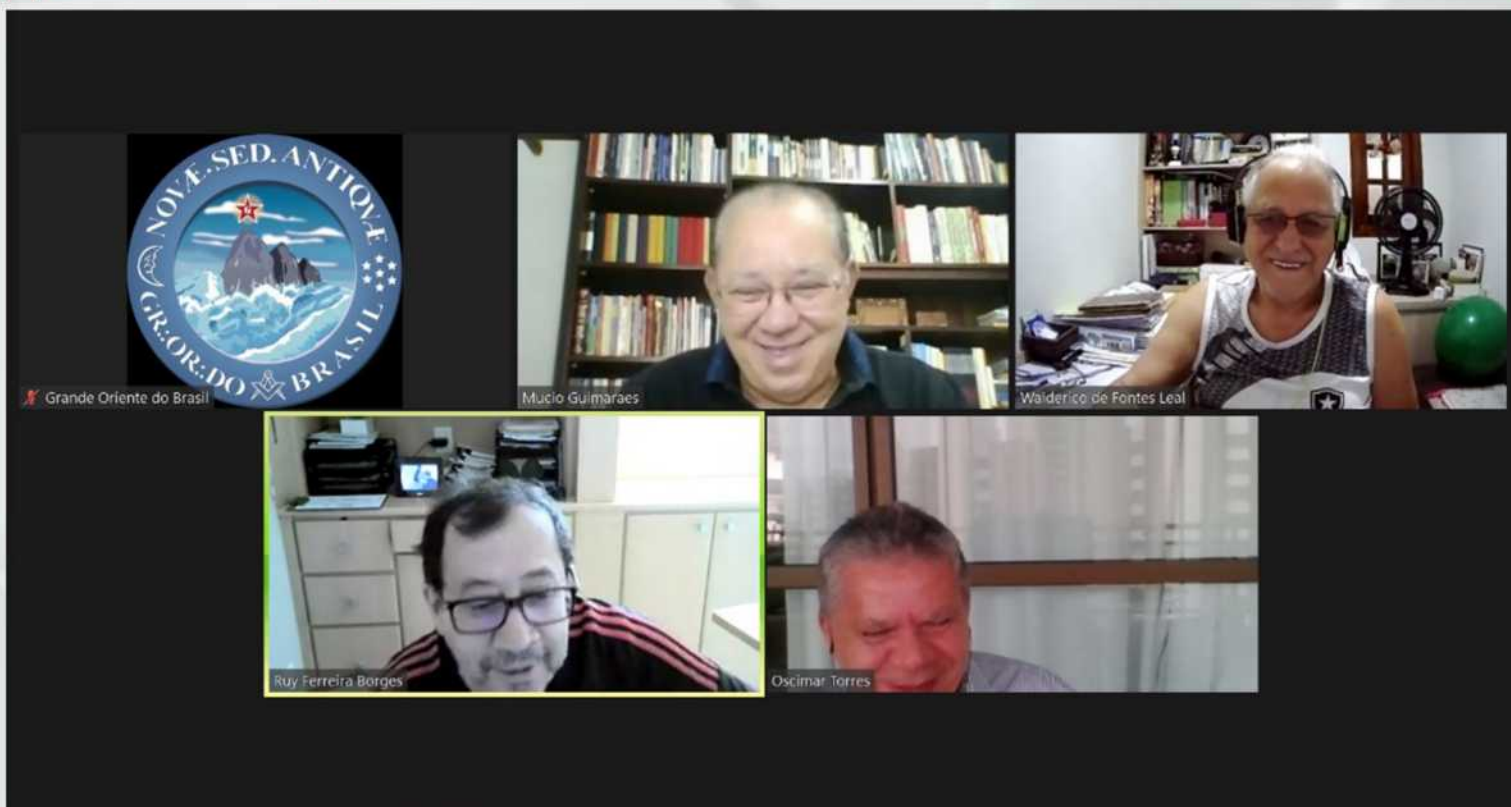 NOVÆ.SED.ANTIQVÆ
GR∴OR∴DO BRASIL
Grande Oriente do Brasil
Mucio Guimaraes
Walderico de Fontes Leal
Ruy Ferreira Borges
Oscimar Torres